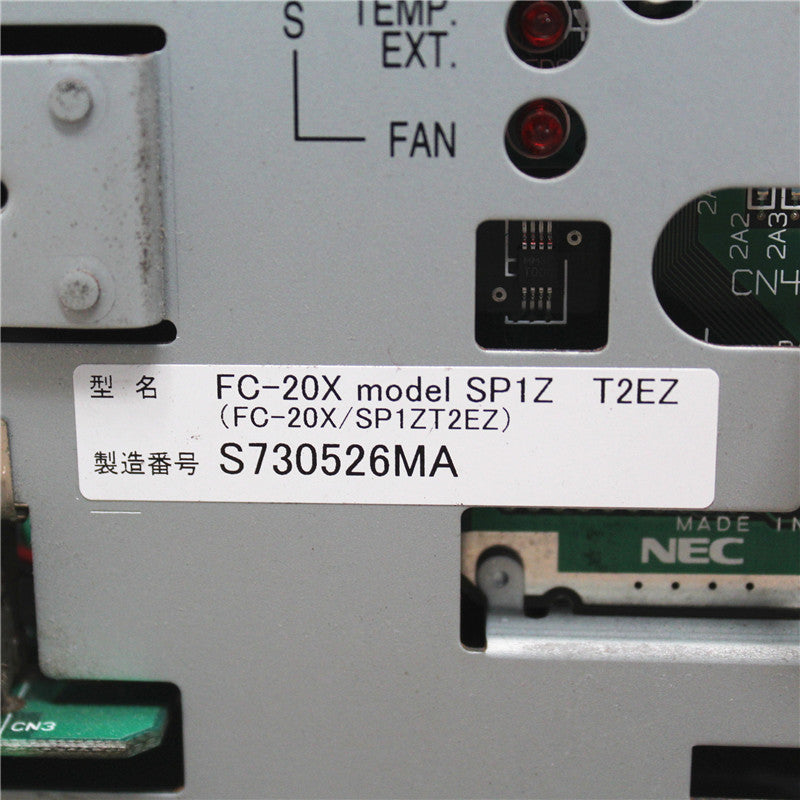 S
TEMP.
EXT.
FAN
2A2
2A3
CN4
型 名 FC-20X model SP1Z T2EZ
(FC-20X/SP1ZT2EZ)
製造番号 S730526MA
MADE IN
NEC
CN3